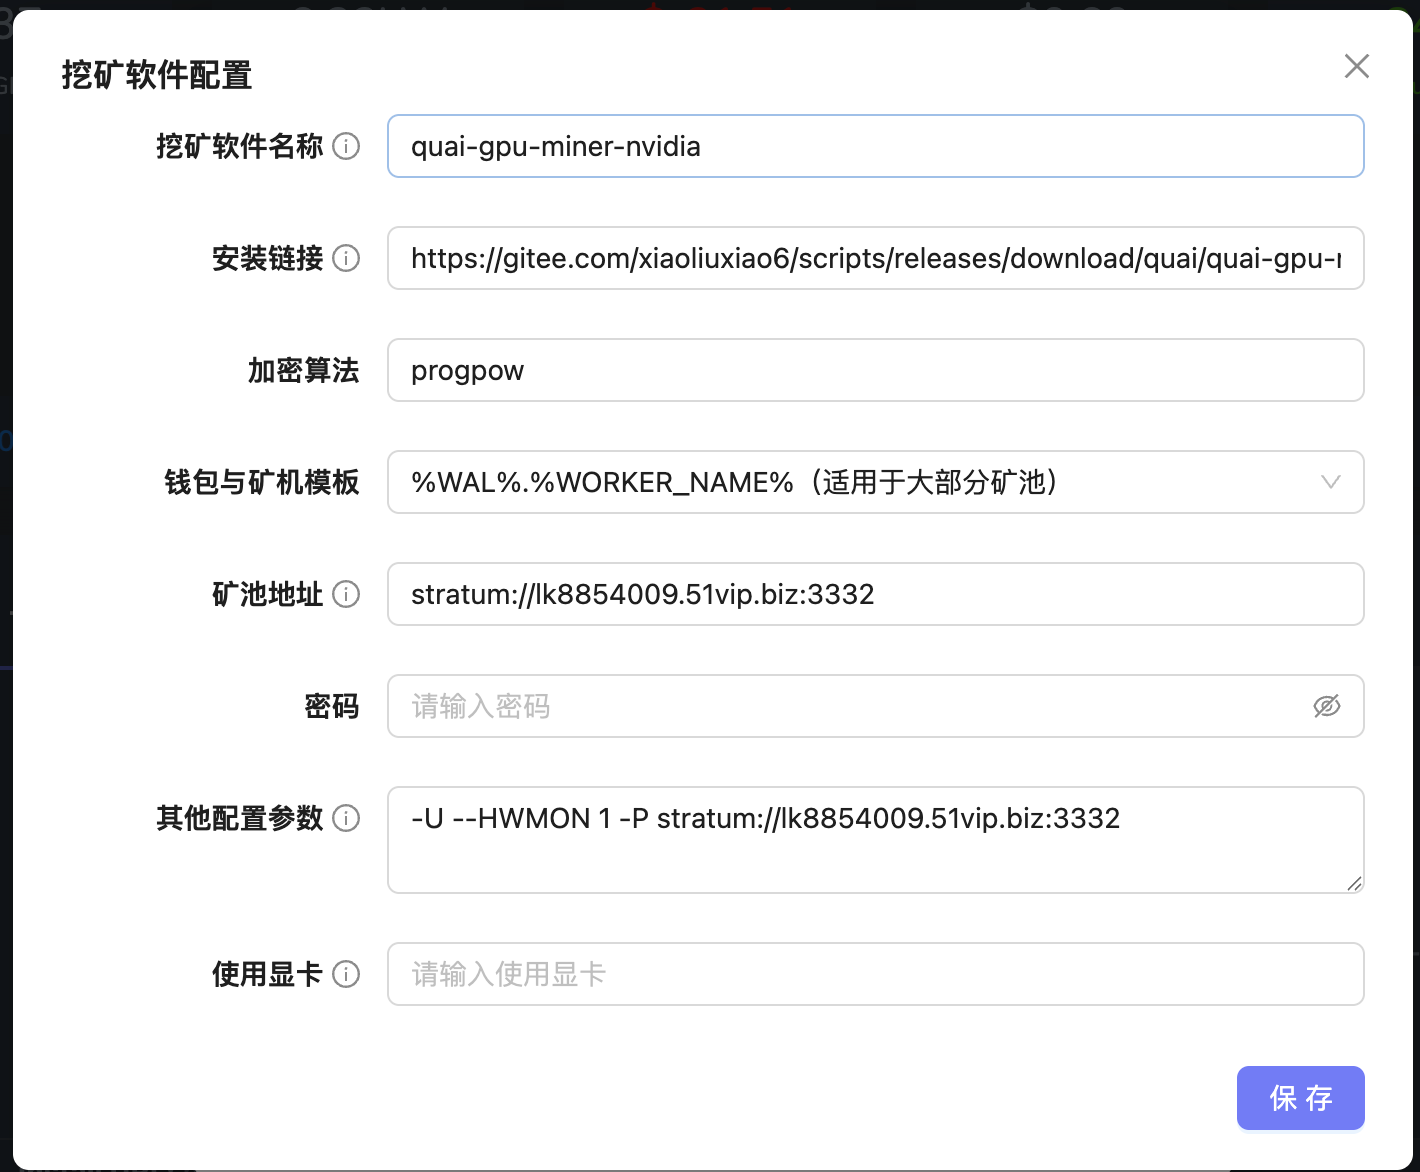 挖矿软件配置
挖矿软件名称 quai-gpu-miner-nvidia
安装链接 https://gitee.com/xiaoliuxiao6/scripts/releases/download/quai/quai-gpu-
加密算法 progpow
钱包与矿机模板 %WAL%.%WORKER_NAME%（适用于大部分矿池）
矿池地址 stratum://lk8854009.51vip.biz:3332
密码 请输入密码
其他配置参数 -U --HWMON 1 -P stratum://lk8854009.51vip.biz:3332
使用显卡 请输入使用显卡
保存